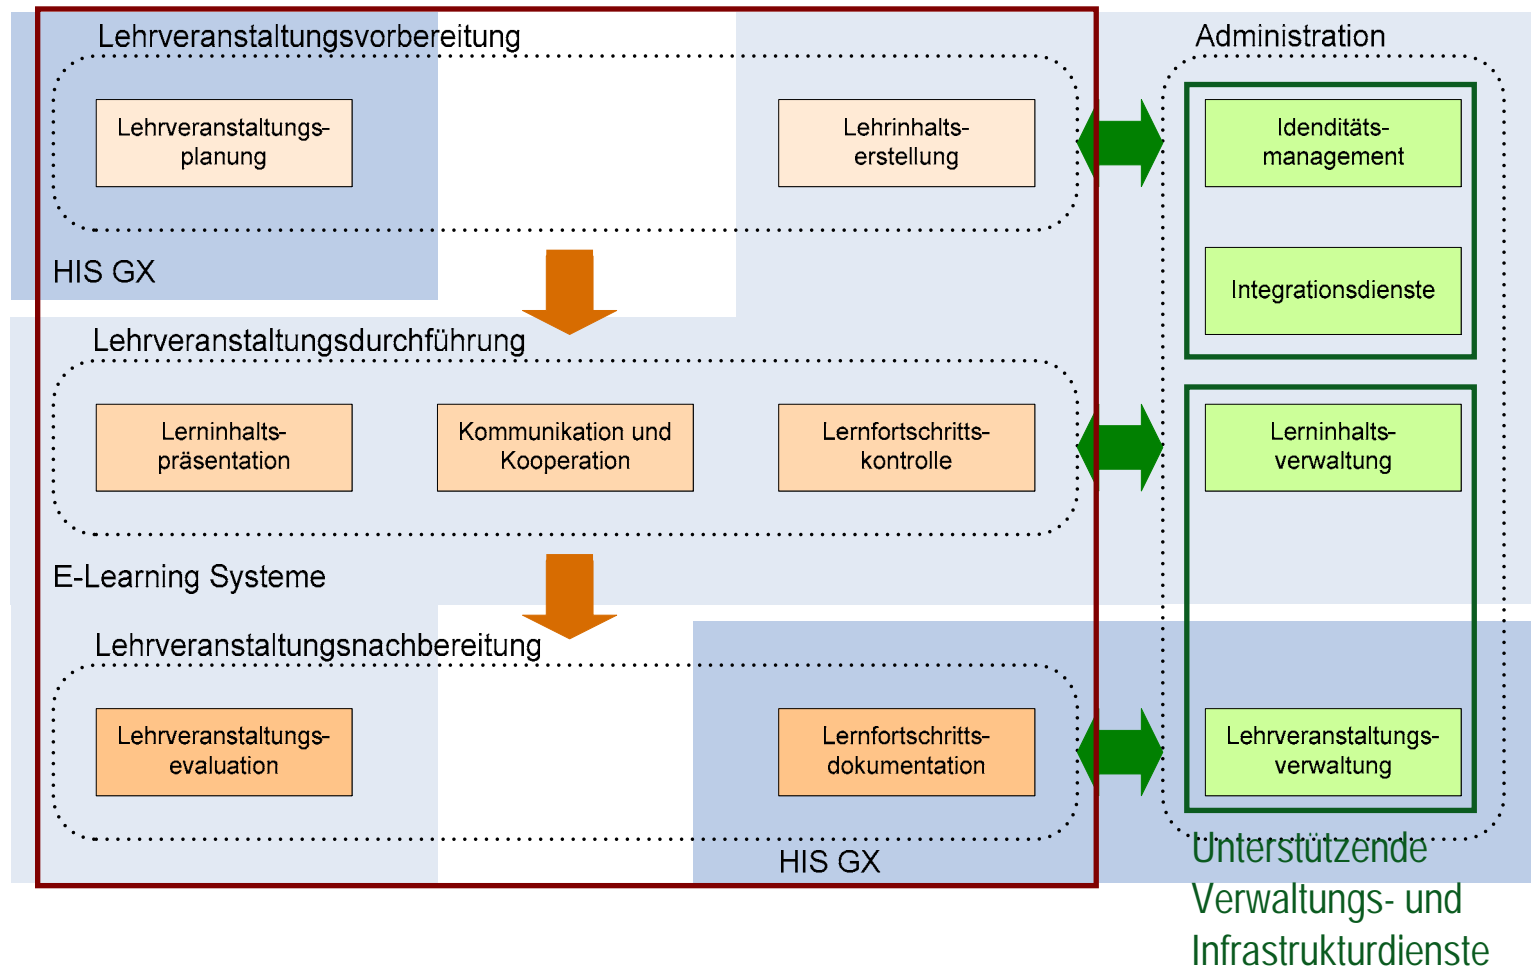 Lehrveranstaltungsvorbereitung
Administration
Lehrveranstaltungs-
planung
Lehrinhalts-
erstellung
Idenditäts-
management
HIS GX
Integrationsdienste
Lehrveranstaltungsdurchführung
Lerninhalts-
präsentation
Kommunikation und
Kooperation
Lernfortschritts-
kontrolle
Lerninhalts-
verwaltung
E-Learning Systeme
Lehrveranstaltungsnachbereitung
Lehrveranstaltungs-
evaluation
Lernfortschritts-
dokumentation
Lehrveranstaltungs-
verwaltung
HIS GX
Unterstützende
Verwaltungs- und
Infrastrukturdienste